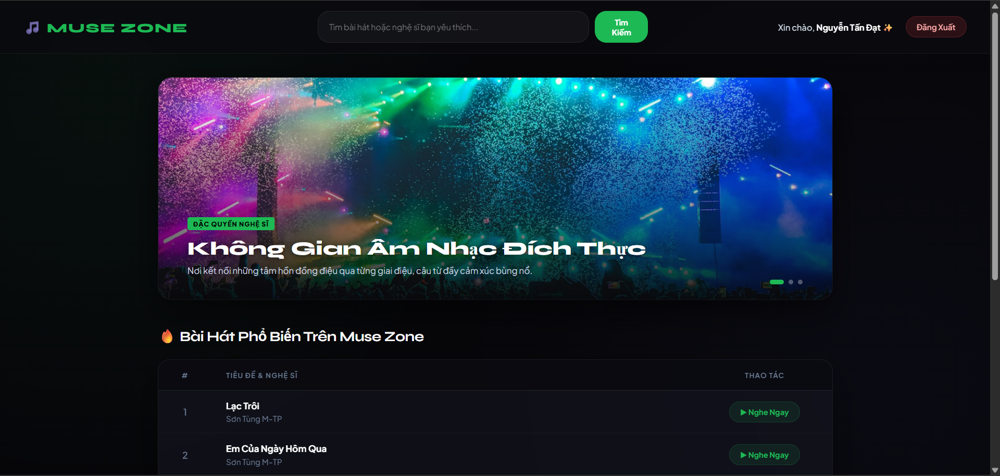 MUSE ZONE
Tìm bài hát hoặc nghệ sĩ bạn yêu thích...
Tìm
Kiếm
Xin chào, Nguyễn Tấn Đạt ✨
Đăng Xuất
ĐẶC QUYỀN NGHỆ SĨ
Không Gian Âm Nhạc Đích Thực
Nơi kết nối những tâm hồn đồng điệu qua từng giai điệu, câu từ đầy cảm xúc bùng nổ.
🔥 Bài Hát Phổ Biến Trên Muse Zone
# TIÊU ĐỀ & NGHỆ SĨ THAO TÁC
1 Lạc Trôi ▶ Nghe Ngay
Sơn Tùng M-TP
2 Em Của Ngày Hôm Qua ▶ Nghe Ngay
Sơn Tùng M-TP